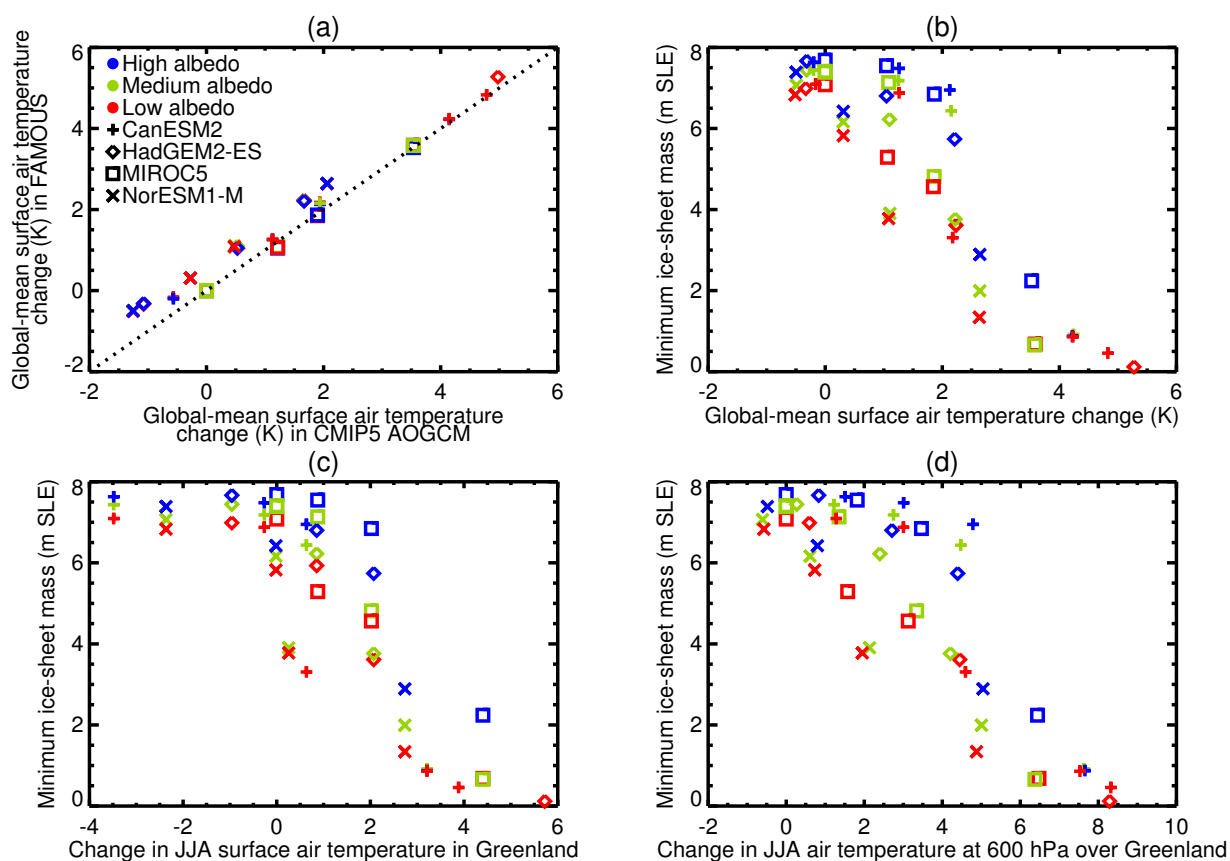 (a)
Global-mean surface air temperature
change (K) in FAMOUS
8
6
4
2
0
-2
High albedo
Medium albedo
Low albedo
CanESM2
HadGEM2-ES
MIROC5
NorESM1-M
-2 0 2 4 6
Global-mean surface air temperature
change (K) in CMIP5 AOGCM
(b)
Minimum ice-sheet mass (m SLE)
8
6
4
2
0
-2 0 2 4 6
Global-mean surface air temperature change (K)
(c)
Minimum ice-sheet mass (m SLE)
8
6
4
2
0
-4 -2 0 2 4 6
Change in JJA surface air temperature in Greenland
(d)
Minimum ice-sheet mass (m SLE)
8
6
4
2
0
-2 0 2 4 6 8 10
Change in JJA air temperature at 600 hPa over Greenland